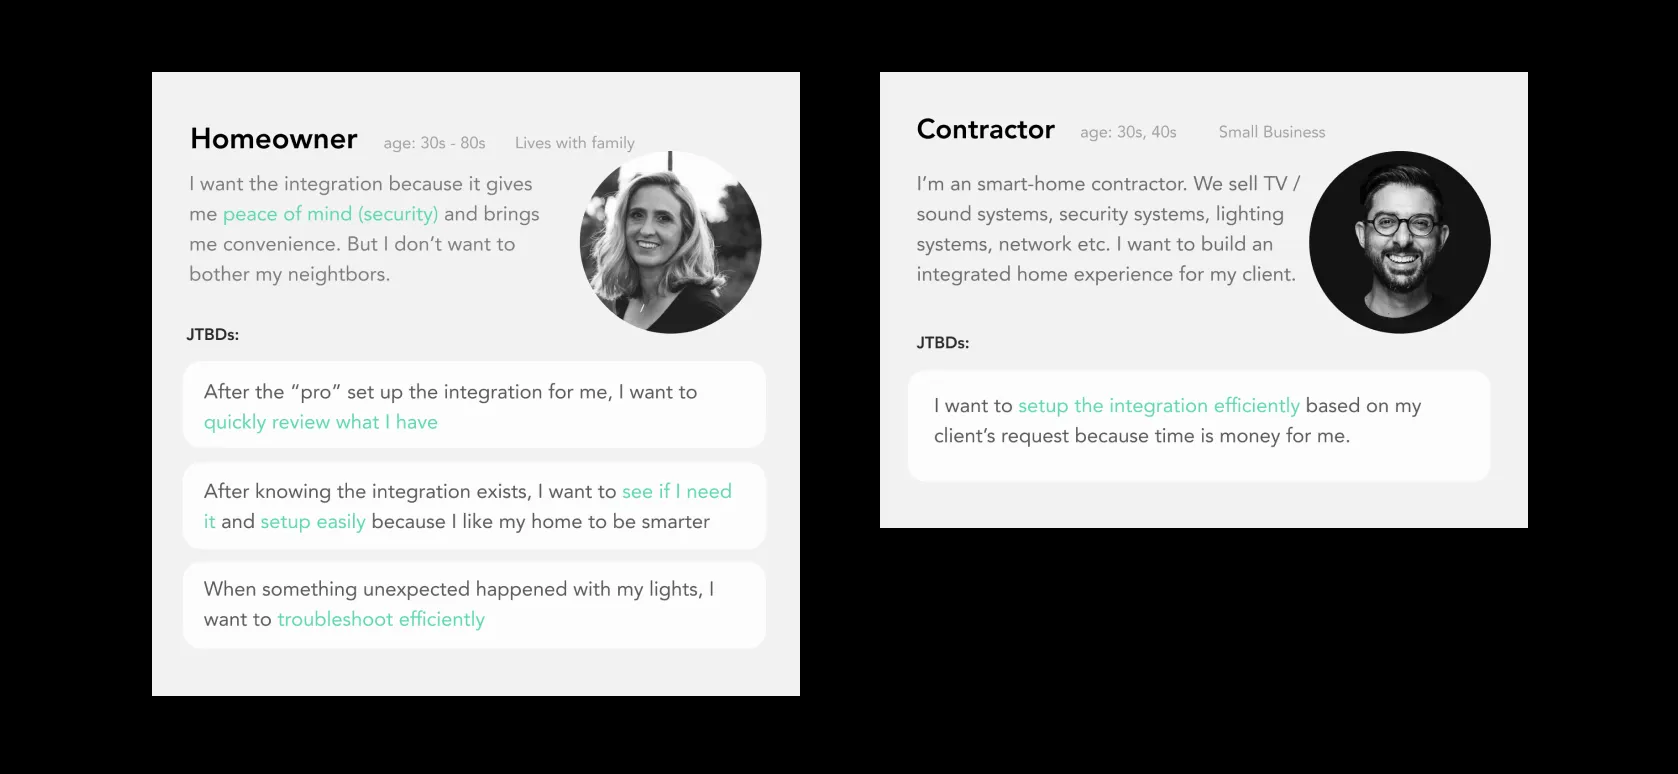 Homeowner age: 30s - 80s Lives with family
I want the integration because it gives
me peace of mind (security) and brings
me convenience. But I don’t want to
bother my neightbors.
JTBDs:
After the “pro” set up the integration for me, I want to
quickly review what I have
After knowing the integration exists, I want to see if I need
it and setup easily because I like my home to be smarter
When something unexpected happened with my lights, I
want to troubleshoot efficiently
Contractor age: 30s, 40s Small Business
I’m an smart-home contractor. We sell TV /
sound systems, security systems, lighting
systems, network etc. I want to build an
integrated home experience for my client.
JTBDs:
I want to setup the integration efficiently based on my
client’s request because time is money for me.